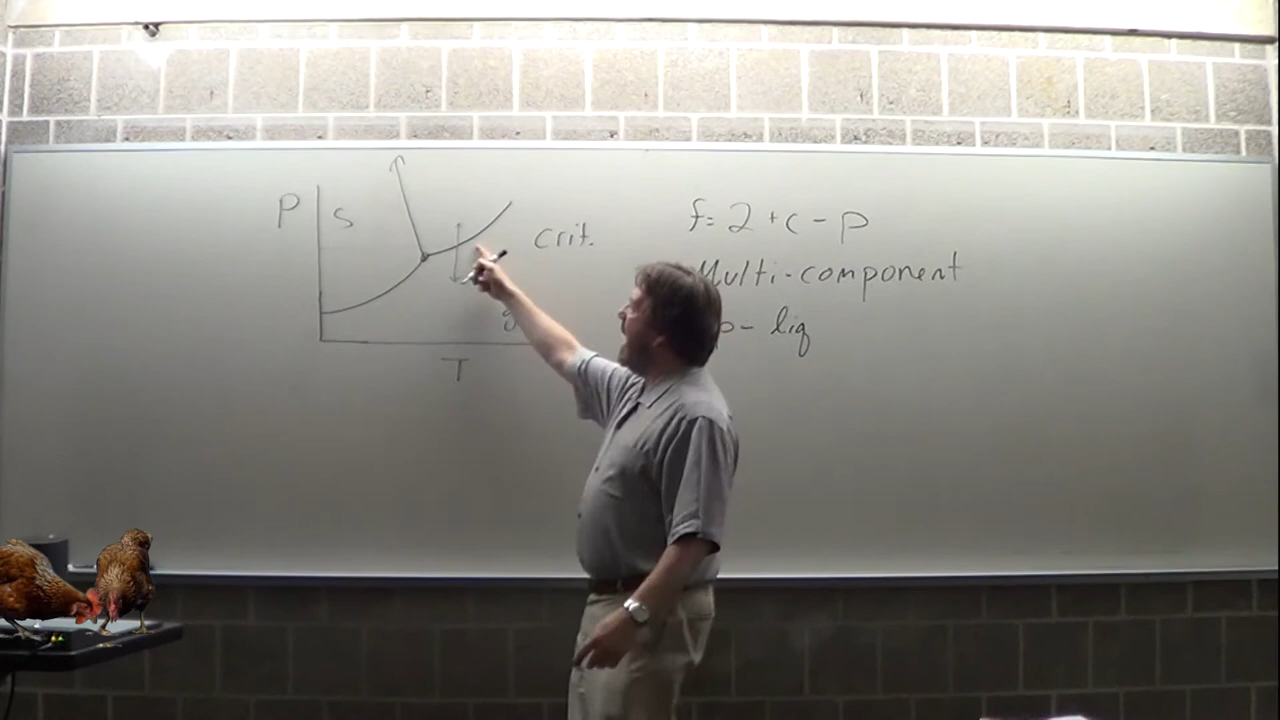 P
S
crit.
g
T
f= 2 + c - p
Multi-component
- liq